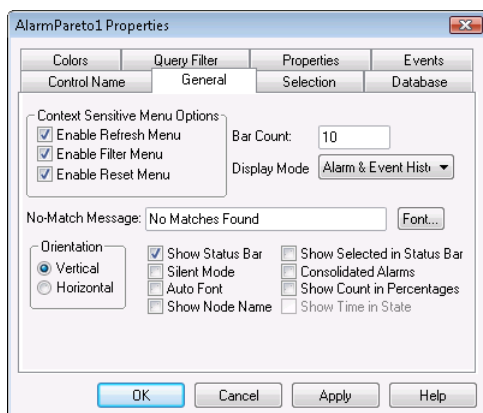 AlarmPareto1 Properties
Colors Query Filter Properties Events
Control Name General Selection Database
Context Sensitive Menu Options
Enable Refresh Menu
Enable Filter Menu
Enable Reset Menu
Bar Count: 10
Display Mode Alarm & Event Hist
No-Match Message: No Matches Found Font...
Orientation
Vertical
Horizontal
Show Status Bar
Silent Mode
Auto Font
Show Node Name
Show Selected in Status Bar
Consolidated Alarms
Show Count in Percentages
Show Time in State
OK Cancel Apply Help